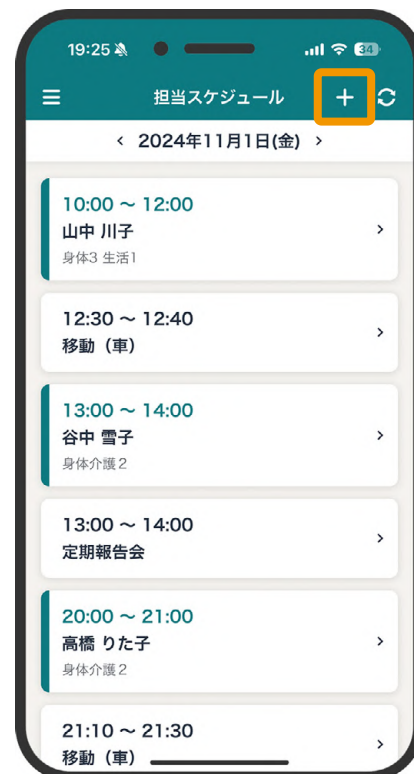 19:25 34
担当スケジュール +
< 2024年11月1日(金) >
10:00 〜 12:00
山中 川子
身体3 生活1
12:30 〜 12:40
移動（車）
13:00 〜 14:00
谷中 雪子
身体介護2
13:00 〜 14:00
定期報告会
20:00 〜 21:00
高橋 りた子
身体介護2
21:10 〜 21:30
移動（車）